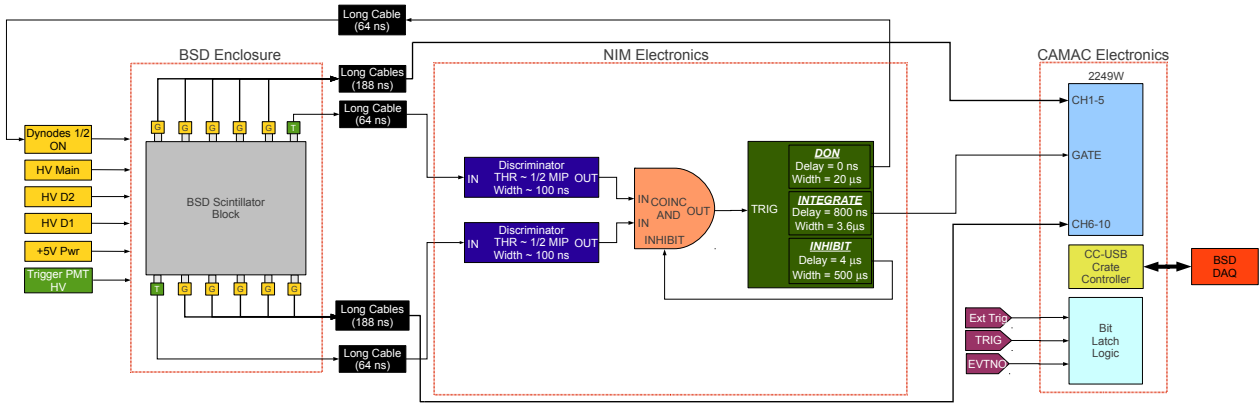 Long Cable
(64 ns)
BSD Enclosure
NIM Electronics
CAMAC Electronics
Long Cables
(188 ns)
2249W
CH1-5
GATE
CH6-10
Long Cable
(64 ns)
G
G
G
G
G
T
Dynodes 1/2
ON
HV Main
HV D2
HV D1
+5V Pwr
Trigger PMT
HV
BSD Scintillator
Block
T
G
G
G
G
G
Discriminator
IN THR ~ 1/2 MIP OUT
Width ~ 100 ns
Discriminator
IN THR ~ 1/2 MIP OUT
Width ~ 100 ns
IN COINC
AND OUT
IN
INHIBIT
TRIG
DON
Delay = 0 ns
Width = 20 µs
INTEGRATE
Delay = 800 ns
Width = 3.6µs
INHIBIT
Delay = 4 µs
Width = 500 µs
CC-USB
Crate
Controller
BSD
DAQ
Ext Trig
TRIG
EVTNO
Bit
Latch
Logic
Long Cables
(188 ns)
Long Cable
(64 ns)